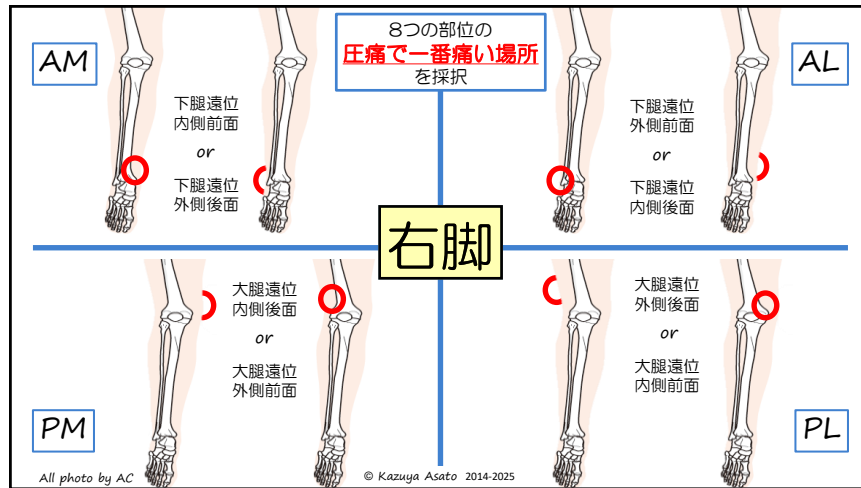 8つの部位の
圧痛で一番痛い場所
を採択
AM
下腿遠位
内側前面
or
下腿遠位
外側後面
AL
下腿遠位
外側前面
or
下腿遠位
内側後面
右脚
PM
大腿遠位
内側後面
or
大腿遠位
外側前面
PL
大腿遠位
外側後面
or
大腿遠位
内側前面
All photo by AC
© Kazuya Asato 2014-2025